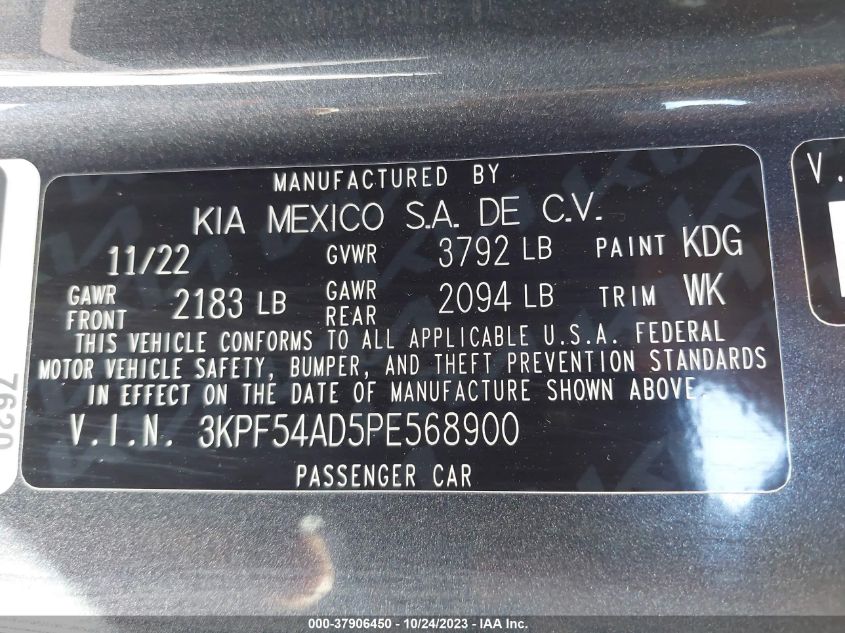 MANUFACTURED BY
KIA MEXICO S.A. DE C.V.
11/22 GVWR 3792 LB PAINT KDG
GAWR FRONT 2183 LB GAWR REAR 2094 LB TRIM WK
THIS VEHICLE CONFORMS TO ALL APPLICABLE U.S.A. FEDERAL
MOTOR VEHICLE SAFETY, BUMPER, AND THEFT PREVENTION STANDARDS
IN EFFECT ON THE DATE OF MANUFACTURE SHOWN ABOVE.
V.I.N. 3KPF54AD5PE568900
PASSENGER CAR
V.
7620
000-37906450 - 10/24/2023 - IAA Inc.